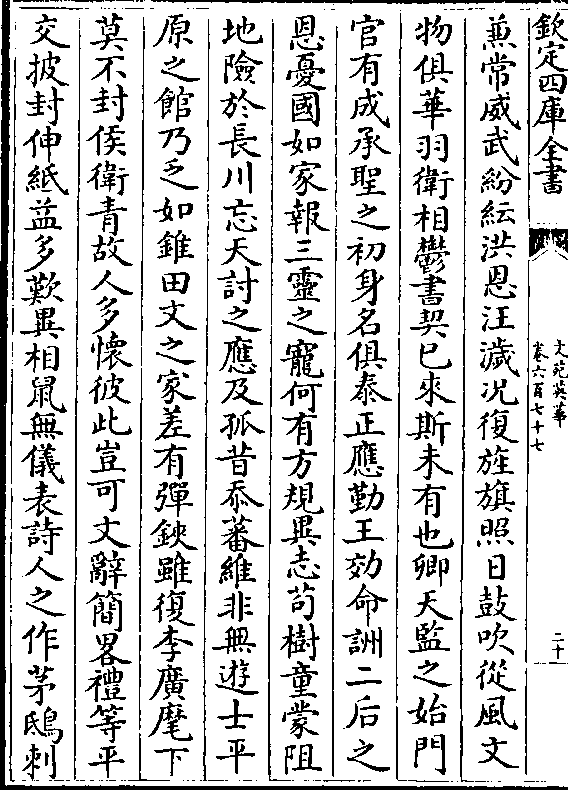 欽定四庫全書
文苑英華
卷六百七十七
二十
兼常威武紛紜洪恩汪濊况復旌旗照日鼓吹從風文
物俱華羽衛相鬱書契已來斯未有也卿天監之始門
官有成承聖之初身名俱泰正應勤王効命詶二后之
恩憂國如家報三靈之寵何有方規異志苟樹童蒙阻
地險於長川忘天討之應及孤昔忝蕃維非無遊士平
原之館乃乏如錐田文之家差有彈鋏雖復李廣麾下
莫不封侯衛青故人多懷彼此豈可文辭簡畧禮等平
交披封伸紙益多歎異相鼠無儀表詩人之作茅鴟刺